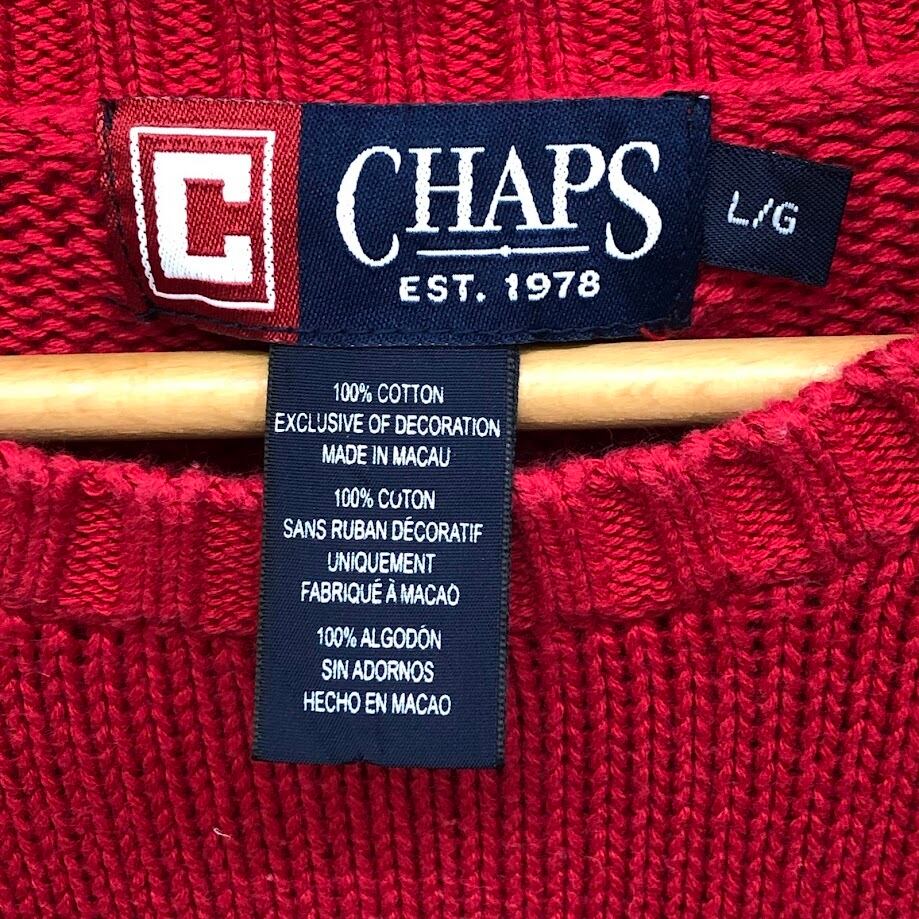 C
CHAPS
EST. 1978
L/G
100% COTTON
EXCLUSIVE OF DECORATION
MADE IN MACAU
100% COTON
SANS RUBAN DÉCORATIF
UNIQUEMENT
FABRIQUÉ À MACAO
100% ALGODÓN
SIN ADORNOS
HECHO EN MACAO